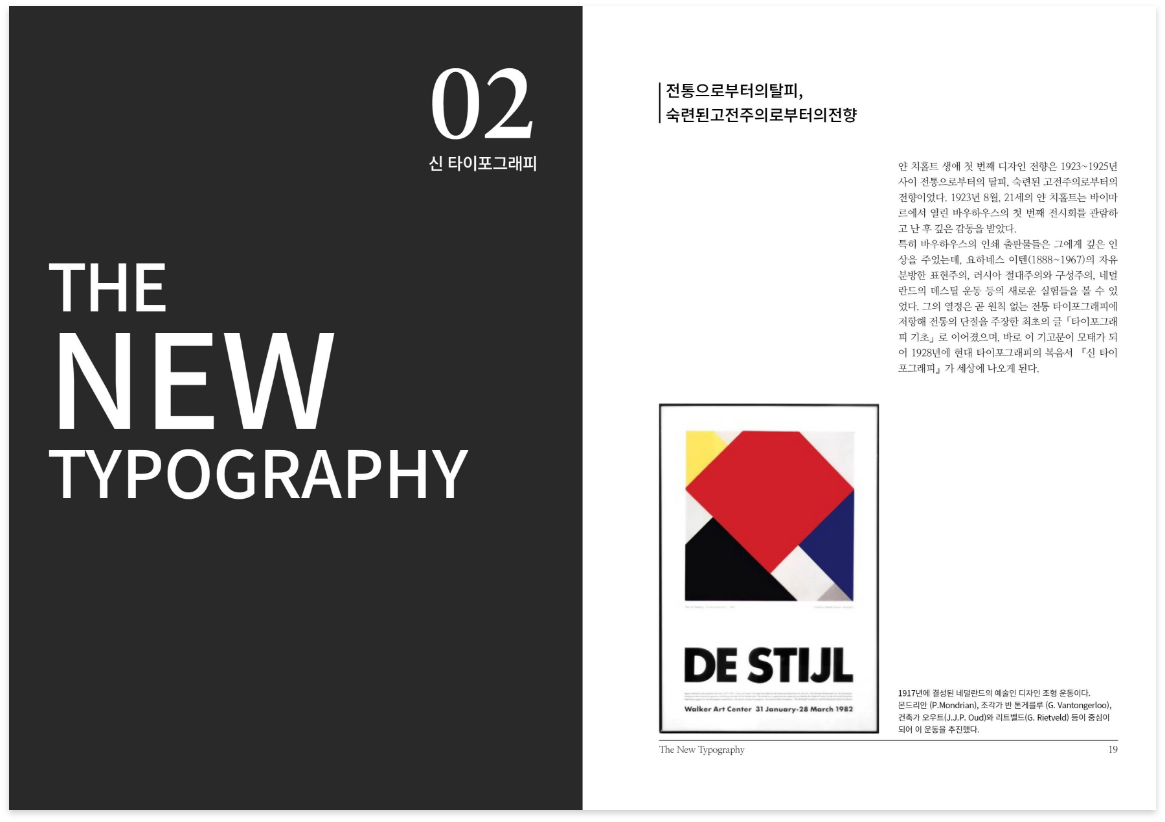 02
신 타이포그래피
THE
NEW
TYPOGRAPHY
전통으로부터의탈피,
숙련된고전주의로부터의전향
얀 치홀트 생애 첫 번째 디자인 전향은 1923~1925년
사이 전통으로부터의 탈피, 숙련된 고전주의로부터의
전향이었다. 1923년 8월, 21세의 얀 치홀트는 바이마
르에서 열린 바우하우스의 첫 번째 전시회를 관람하
고 난 후 깊은 감동을 받았다.
특히 바우하우스의 인쇄 출판물들은 그에게 깊은 인
상을 주었는데, 요하네스 이텐(1888~1967)의 자유
분방한 표현주의, 러시아 절대주의와 구성주의, 네덜
란드의 데스틸 운동 등의 새로운 실험들을 볼 수 있
었다. 그의 열정은 곧 원칙 없는 전통 타이포그래피에
저항해 전통의 단절을 주장한 최초의 글 「타이포그래
피 기초」로 이어졌으며, 바로 이 기고문이 모태가 되
어 1928년에 현대 타이포그래피의 복음서 『신 타이
포그래피』가 세상에 나오게 된다.
DE STIJL
Walker Art Center 31 January-28 March 1982
1917년에 결성된 네덜란드의 예술인 디자인 조형 운동이다.
몬드리안 (P.Mondrian), 조각가 반 톤게를루 (G. Vantongerloo),
건축가 오우트(J.J.P. Oud)와 리트벨드(G. Rietveld) 등이 중심이
되어 이 운동을 추진했다.
The New Typography
19